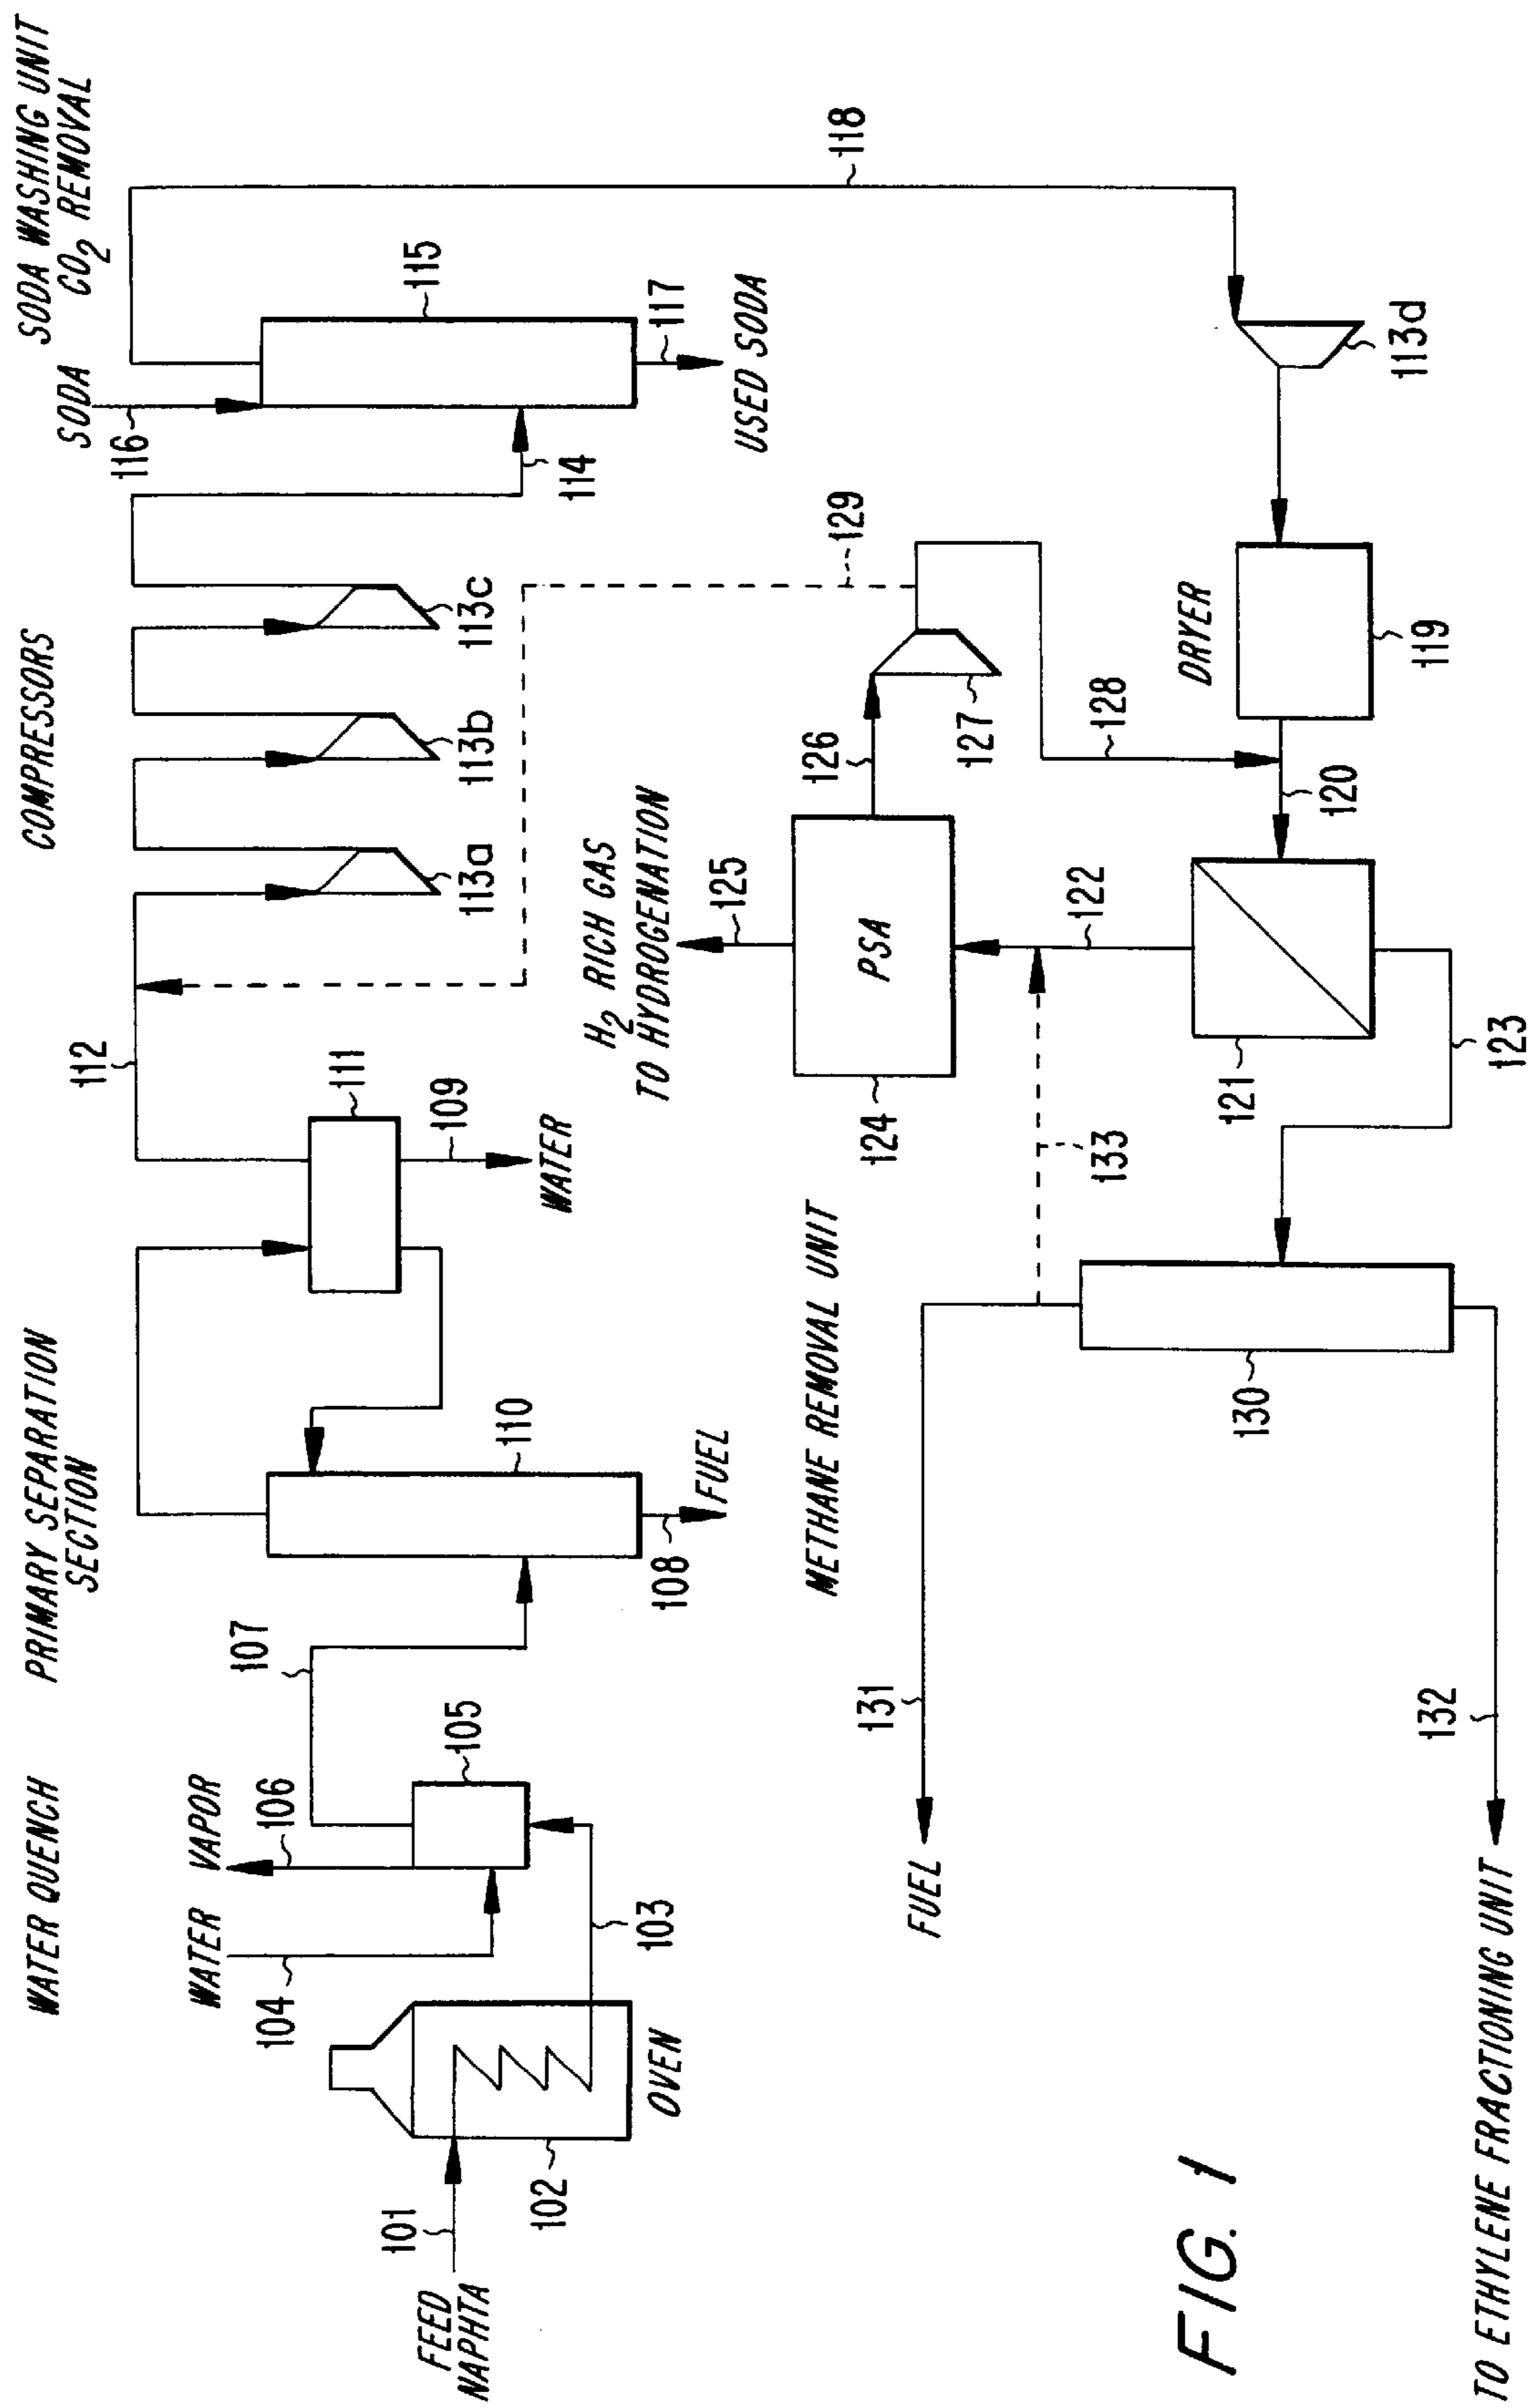 WATER QUENCH
PRIMARY SEPARATION
SECTION
COMPRESSORS
SODA WASHING UNIT
CO2 REMOVAL
FEED
NAPHTA
101
102
OVEN
103
WATER
104
VAPOR
106
105
107
110
108
FUEL
111
109
WATER
112
113a
113b
113c
114
SODA
116
115
117
USED SODA
118
113d
DRYER
119
120
121
122
123
H2 RICH GAS
TO HYDROGENATION
125
PSA
124
126
127
128
129
133
METHANE REMOVAL UNIT
130
131
FUEL
132
TO ETHYLENE FRACTIONING UNIT
FIG. 1